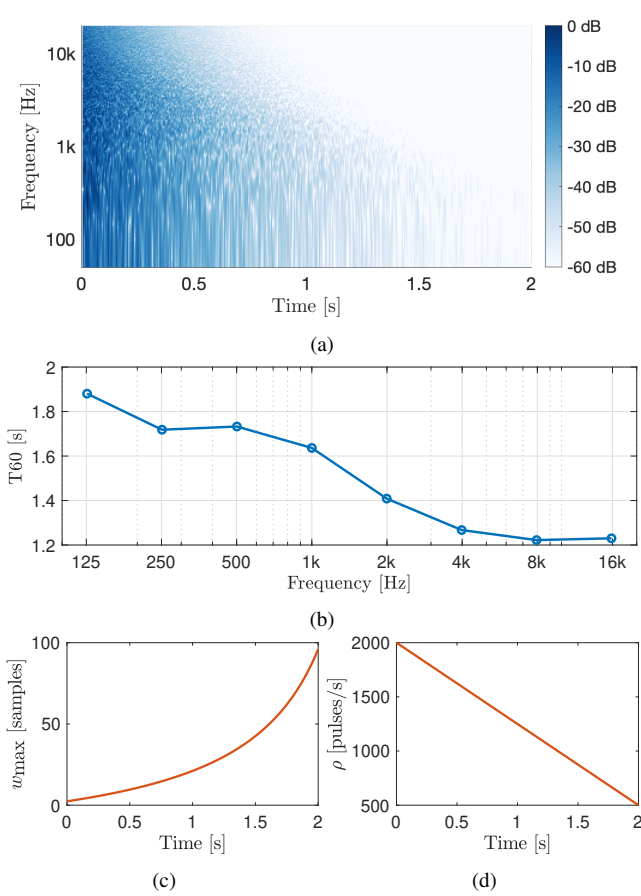 0 dB
10k
-10 dB
-20 dB
1k
-30 dB
-40 dB
100
-50 dB
-60 dB
Frequency [Hz]
0 0.5 1 1.5 2
Time [s]
(a)
2
1.8
1.6
1.4
1.2
T60 [s]
125 250 500 1k 2k 4k 8k 16k
Frequency [Hz]
(b)
100
50
0
wmax [samples]
0 0.5 1 1.5 2
Time [s]
(c)
2000
1500
1000
500
ρ [pulses/s]
0 0.5 1 1.5 2
Time [s]
(d)